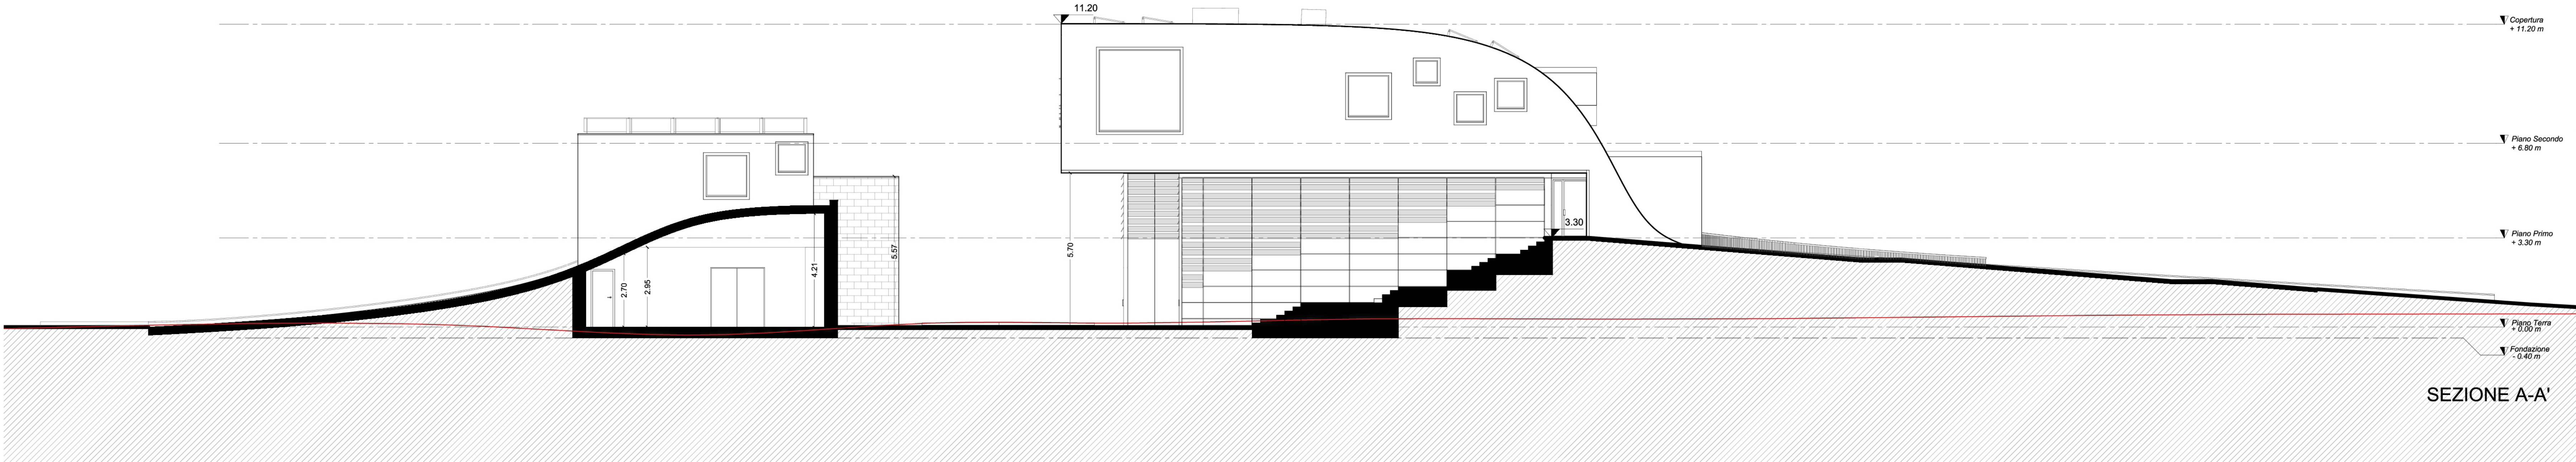 11.20
Copertura
+ 11.20 m
Piano Secondo
+ 6.80 m
3.30
Piano Primo
+ 3.30 m
5.57
5.70
4.21
2.70
2.95
Piano Terra
+ 0.00 m
Fondazione
- 0.40 m
SEZIONE A-A'